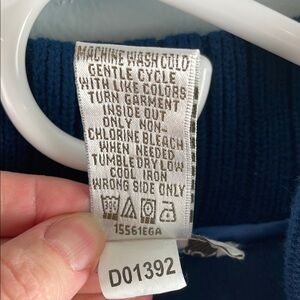 MACHINE WASH COLD
GENTLE CYCLE
WITH LIKE COLORS
TURN GARMENT
INSIDE OUT
ONLY NON-
CHLORINE BLEACH
WHEN NEEDED
TUMBLE DRY LOW
COOL IRON
WRONG SIDE ONLY
15561EGA
D01392